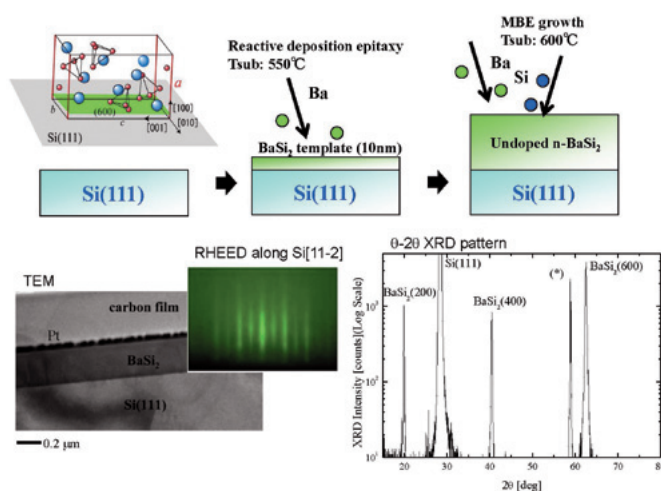 Reactive deposition epitaxy
Tsub: 550℃
Ba
BaSi₂ template (10nm)
Si(111)
MBE growth
Tsub: 600℃
Ba
Si
Undoped n-BaSi₂
Si(111)
a
b
(600)
c
[100]
[010]
[001]
Si(111)
Si(111)
RHEED along Si[11-2]
TEM
carbon film
Pt
BaSi₂
Si(111)
0.2 μm
θ-2θ XRD pattern
Si(111)
BaSi₂(200)
BaSi₂(400)
(*)
BaSi₂(600)
XRD Intensity [counts](Log Scale)
10³
10²
10¹
20 30 40 50 60 70 80
2θ [deg]